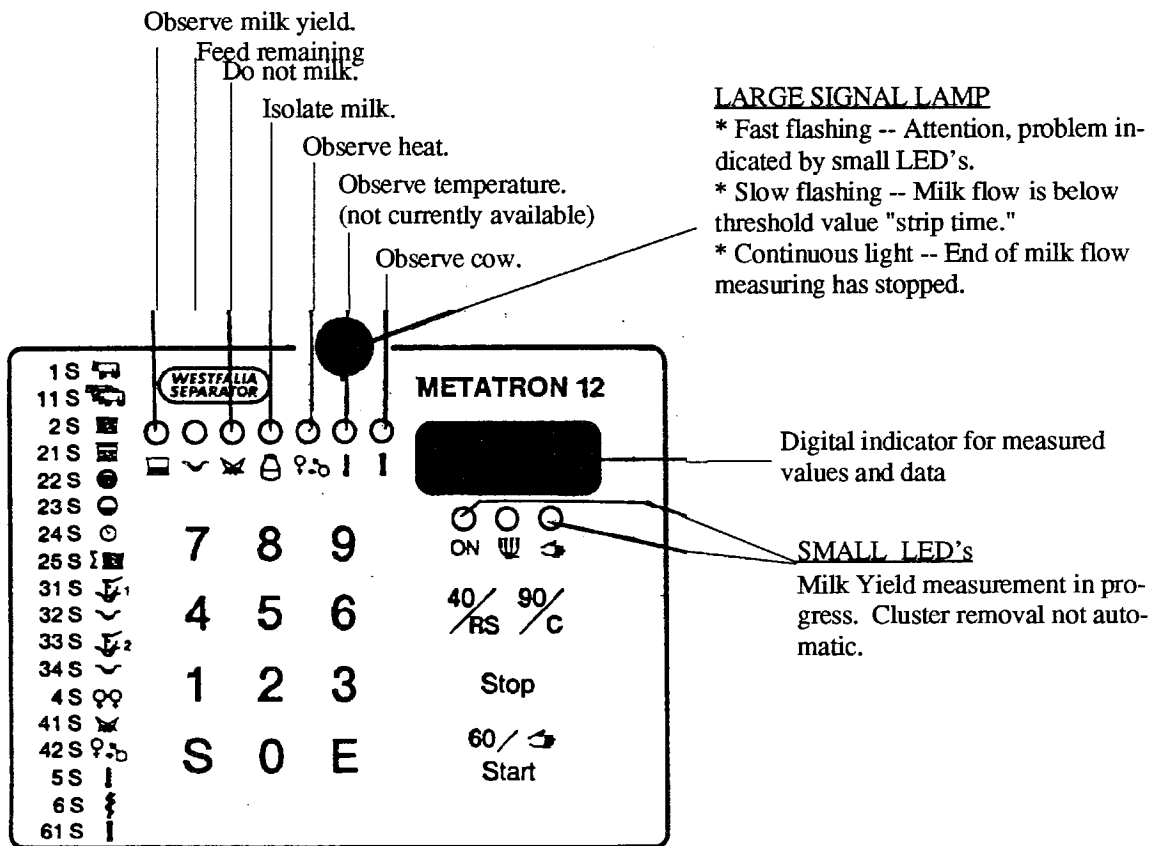 Observe milk yield.
Feed remaining
Do not milk.
Isolate milk.
Observe heat.
Observe temperature.
(not currently available)
Observe cow.
LARGE SIGNAL LAMP
* Fast flashing -- Attention, problem in-
dicated by small LED's.
* Slow flashing -- Milk flow is below
threshold value "strip time."
* Continuous light -- End of milk flow
measuring has stopped.
1 S
11 S
2 S
21 S
22 S
23 S
24 S
25 S Σ
31 S 1
32 S
33 S 2
34 S
4 S
41 S
42 S
5 S
6 S
61 S
WESTFALIA
SEPARATOR
METATRON 12
Digital indicator for measured
values and data
ON
SMALL LED's
Milk Yield measurement in pro-
gress. Cluster removal not auto-
matic.
7 8 9
4 5 6
1 2 3
S 0 E
40/RS 90/C
Stop
60/
Start